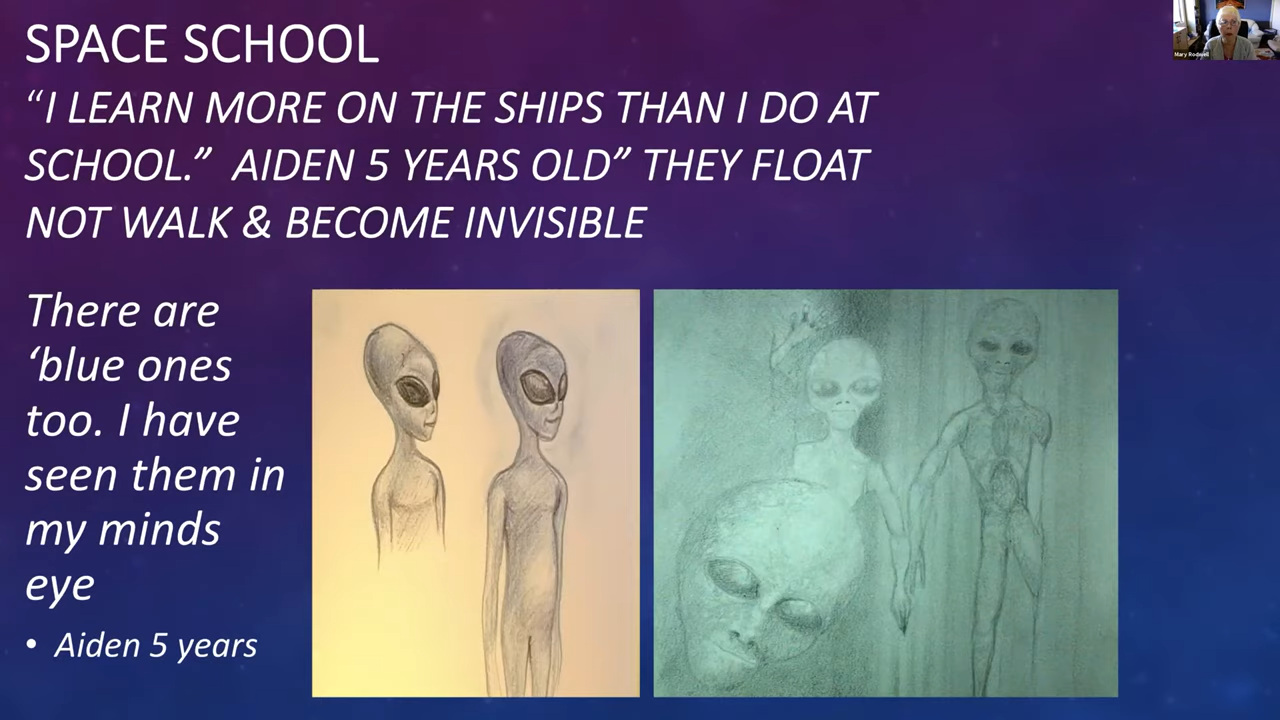 SPACE SCHOOL
“I LEARN MORE ON THE SHIPS THAN I DO AT
SCHOOL.” AIDEN 5 YEARS OLD” THEY FLOAT
NOT WALK & BECOME INVISIBLE
There are
‘blue ones
too. I have
seen them in
my minds
eye
• Aiden 5 years
Mary Rodwell